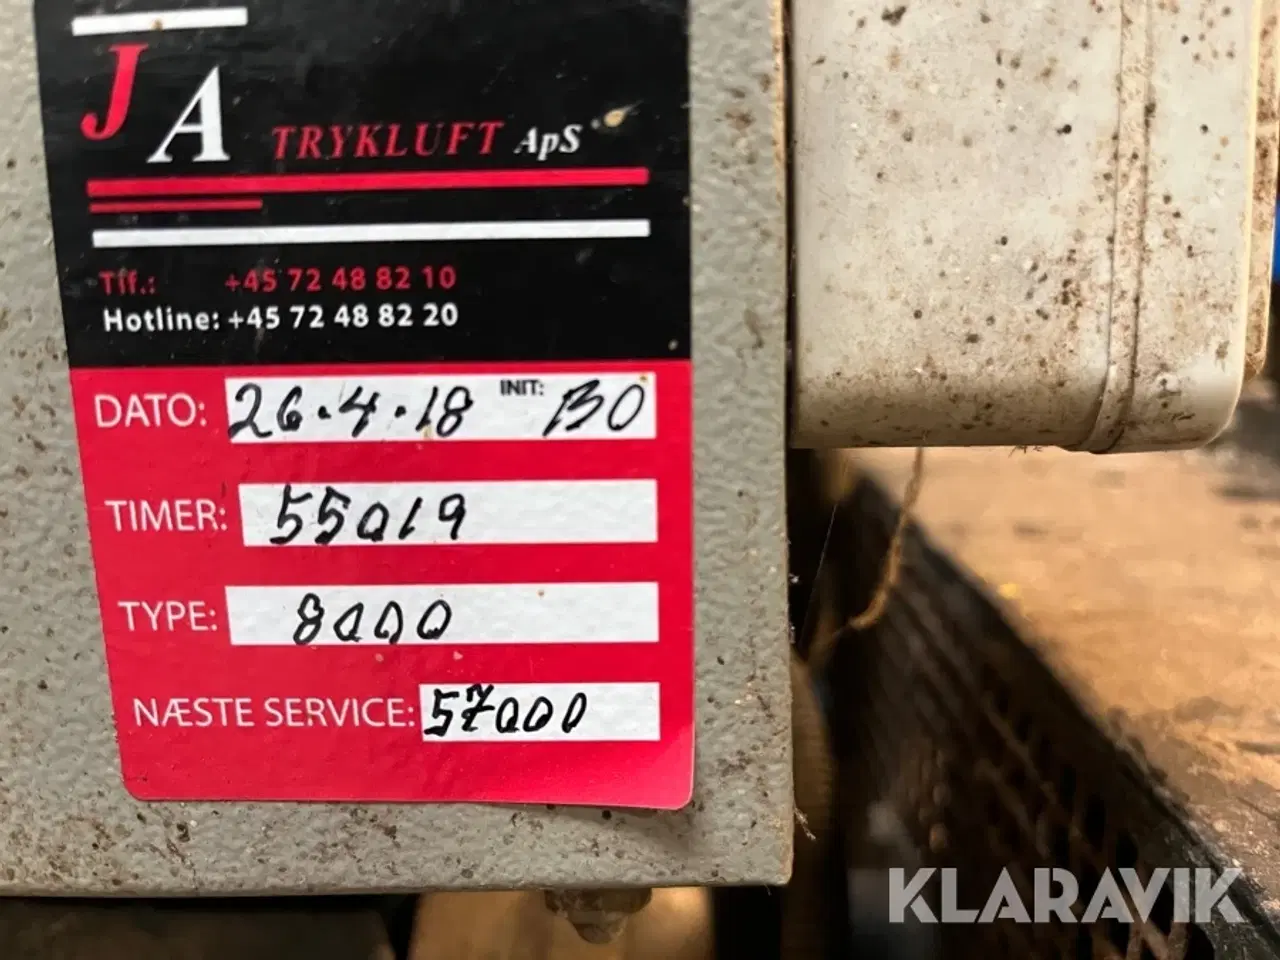 JA TRYKLUFT ApS
Tlf.: +45 72 48 82 10
Hotline: +45 72 48 82 20
DATO: 26.4.18 INIT: BO
TIMER: 55019
TYPE: 8000
NÆSTE SERVICE: 57000
KLARAVIK